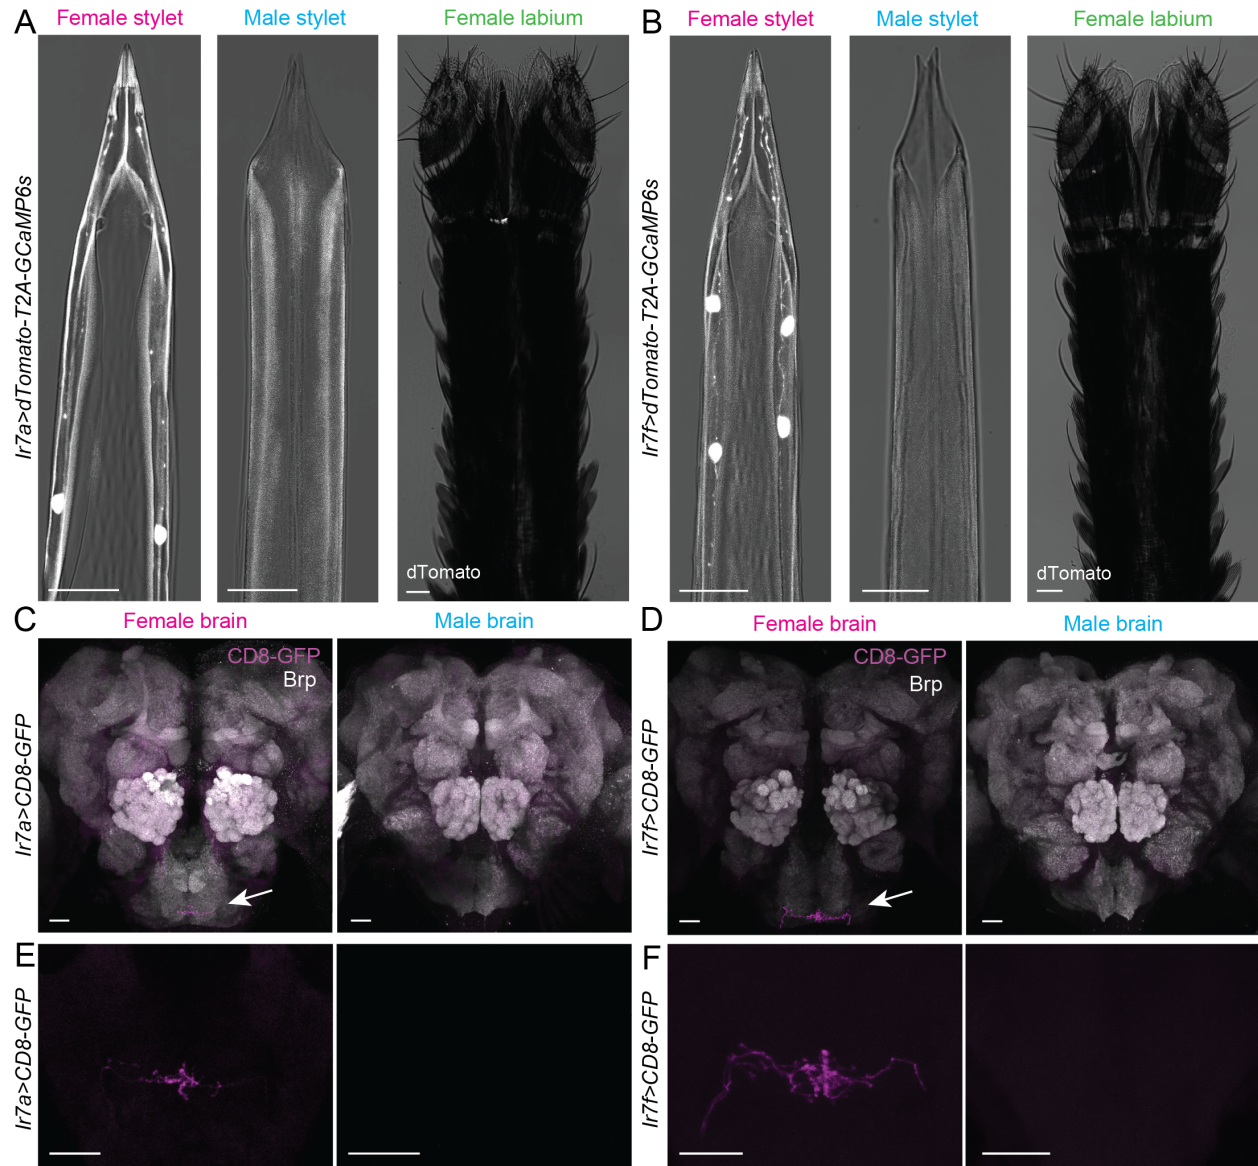 A
Female stylet
Male stylet
Female labium
Ir7a>dTomato-T2A-GCaMP6s
dTomato
B
Female stylet
Male stylet
Female labium
Ir7f>dTomato-T2A-GCaMP6s
dTomato
C
Female brain
Male brain
Ir7a>CD8-GFP
CD8-GFP
Brp
D
Female brain
Male brain
Ir7f>CD8-GFP
CD8-GFP
Brp
E
Ir7a>CD8-GFP
F
Ir7f>CD8-GFP